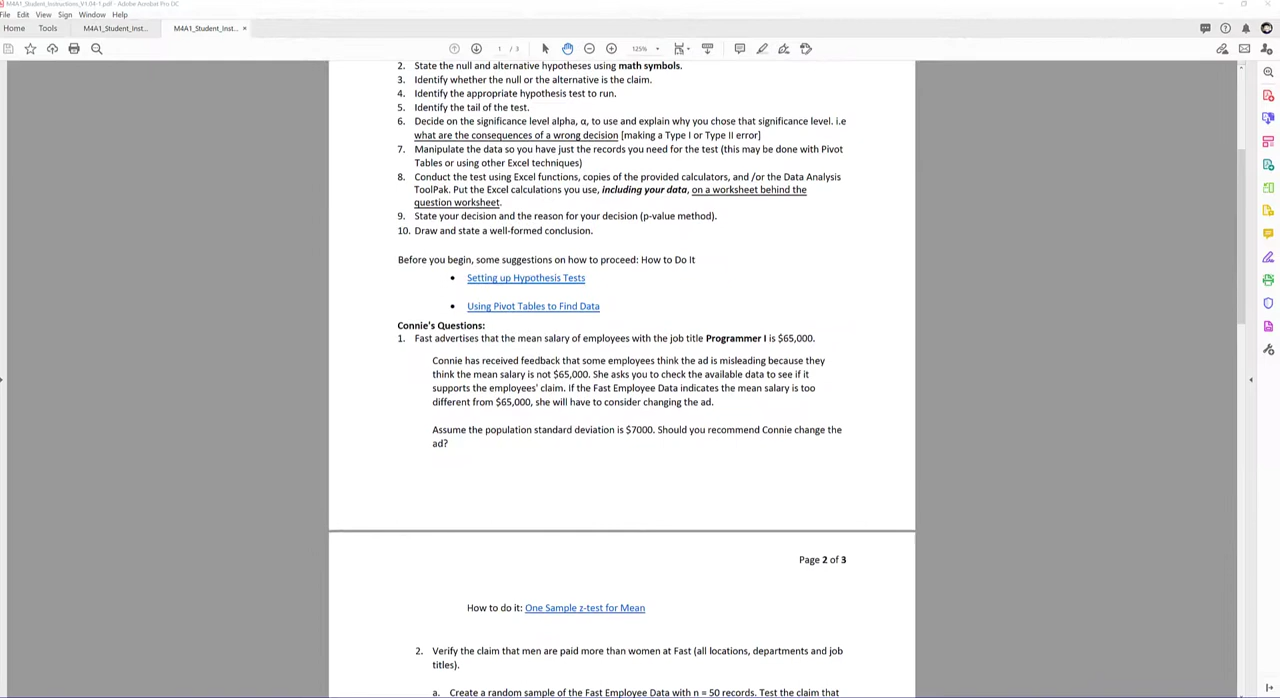 M4A1_Student_Instructions_V1.04-1.pdf - Adobe Acrobat Pro DC
File Edit View Sign Window Help
Home Tools M4A1_Student_Inst... M4A1_Student_Inst... ×
1 / 3 125%
2. State the null and alternative hypotheses using math symbols.
3. Identify whether the null or the alternative is the claim.
4. Identify the appropriate hypothesis test to run.
5. Identify the tail of the test.
6. Decide on the significance level alpha, α, to use and explain why you chose that significance level. i.e
what are the consequences of a wrong decision [making a Type I or Type II error]
7. Manipulate the data so you have just the records you need for the test (this may be done with Pivot
Tables or using other Excel techniques)
8. Conduct the test using Excel functions, copies of the provided calculators, and /or the Data Analysis
ToolPak. Put the Excel calculations you use, including your data, on a worksheet behind the
question worksheet.
9. State your decision and the reason for your decision (p-value method).
10. Draw and state a well-formed conclusion.
Before you begin, some suggestions on how to proceed: How to Do It
• Setting up Hypothesis Tests
• Using Pivot Tables to Find Data
Connie's Questions:
1. Fast advertises that the mean salary of employees with the job title Programmer I is $65,000.
Connie has received feedback that some employees think the ad is misleading because they
think the mean salary is not $65,000. She asks you to check the available data to see if it
supports the employees' claim. If the Fast Employee Data indicates the mean salary is too
different from $65,000, she will have to consider changing the ad.
Assume the population standard deviation is $7000. Should you recommend Connie change the
ad?
Page 2 of 3
How to do it: One Sample z-test for Mean
2. Verify the claim that men are paid more than women at Fast (all locations, departments and job
titles).
a. Create a random sample of the Fast Employee Data with n = 50 records. Test the claim that